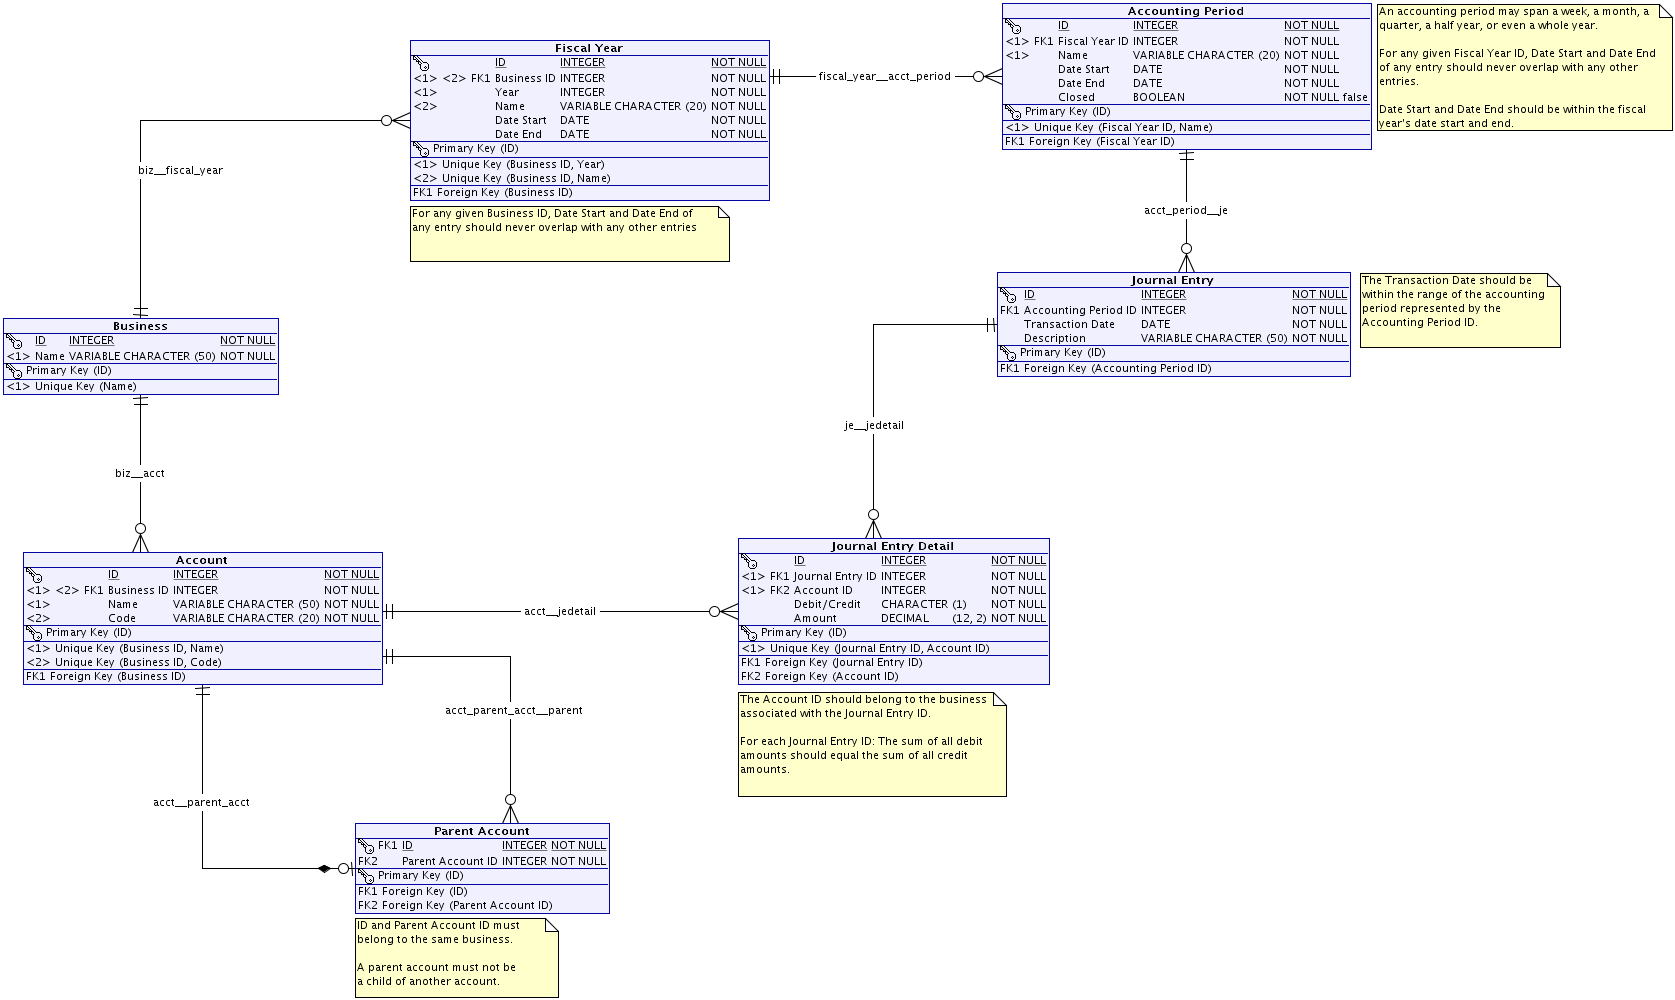 Fiscal Year
ID INTEGER NOT NULL
<1> <2> FK1 Business ID INTEGER NOT NULL
<1> Year INTEGER NOT NULL
<2> Name VARIABLE CHARACTER (20) NOT NULL
Date Start DATE NOT NULL
Date End DATE NOT NULL
Primary Key (ID)
<1> Unique Key (Business ID, Year)
<2> Unique Key (Business ID, Name)
FK1 Foreign Key (Business ID)
For any given Business ID, Date Start and Date End of
any entry should never overlap with any other entries
fiscal_year__acct_period
Accounting Period
ID INTEGER NOT NULL
<1> FK1 Fiscal Year ID INTEGER NOT NULL
<1> Name VARIABLE CHARACTER (20) NOT NULL
Date Start DATE NOT NULL
Date End DATE NOT NULL
Closed BOOLEAN NOT NULL false
Primary Key (ID)
<1> Unique Key (Fiscal Year ID, Name)
FK1 Foreign Key (Fiscal Year ID)
An accounting period may span a week, a month, a
quarter, a half year, or even a whole year.
For any given Fiscal Year ID, Date Start and Date End
of any entry should never overlap with any other
entries.
Date Start and Date End should be within the fiscal
year's date start and end.
biz__fiscal_year
acct_period__je
Journal Entry
ID INTEGER NOT NULL
FK1 Accounting Period ID INTEGER NOT NULL
Transaction Date DATE NOT NULL
Description VARIABLE CHARACTER (50) NOT NULL
Primary Key (ID)
FK1 Foreign Key (Accounting Period ID)
The Transaction Date should be
within the range of the accounting
period represented by the
Accounting Period ID.
Business
ID INTEGER NOT NULL
<1> Name VARIABLE CHARACTER (50) NOT NULL
Primary Key (ID)
<1> Unique Key (Name)
je__jedetail
biz__acct
Account
ID INTEGER NOT NULL
<1> <2> FK1 Business ID INTEGER NOT NULL
<1> Name VARIABLE CHARACTER (50) NOT NULL
<2> Code VARIABLE CHARACTER (20) NOT NULL
Primary Key (ID)
<1> Unique Key (Business ID, Name)
<2> Unique Key (Business ID, Code)
FK1 Foreign Key (Business ID)
acct__jedetail
Journal Entry Detail
ID INTEGER NOT NULL
<1> FK1 Journal Entry ID INTEGER NOT NULL
<1> FK2 Account ID INTEGER NOT NULL
Debit/Credit CHARACTER (1) NOT NULL
Amount DECIMAL (12, 2) NOT NULL
Primary Key (ID)
<1> Unique Key (Journal Entry ID, Account ID)
FK1 Foreign Key (Journal Entry ID)
FK2 Foreign Key (Account ID)
The Account ID should belong to the business
associated with the Journal Entry ID.
For each Journal Entry ID: The sum of all debit
amounts should equal the sum of all credit
amounts.
acct_parent_acct__parent
acct__parent_acct
Parent Account
FK1 ID INTEGER NOT NULL
FK2 Parent Account ID INTEGER NOT NULL
Primary Key (ID)
FK1 Foreign Key (ID)
FK2 Foreign Key (Parent Account ID)
ID and Parent Account ID must
belong to the same business.
A parent account must not be
a child of another account.